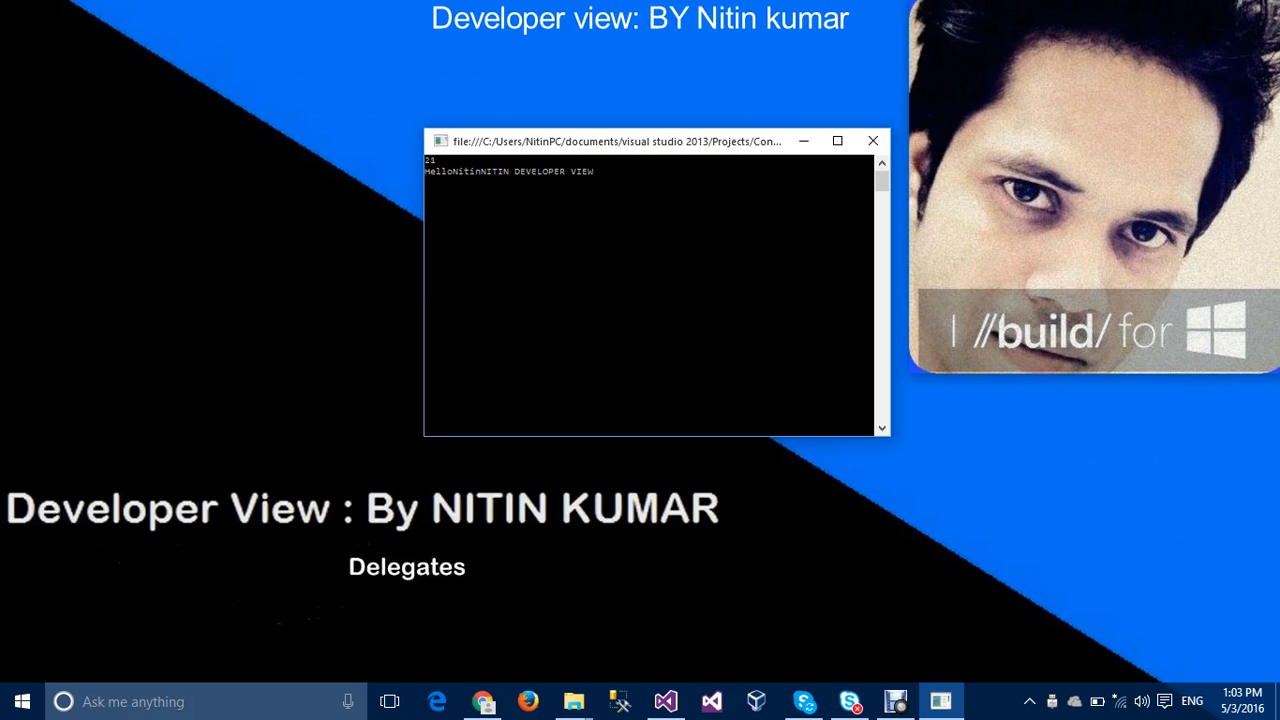 Developer view: BY Nitin kumar
file:///C:/Users/NitinPC/documents/visual studio 2013/Projects/Con...
21
HelloNitinNITIN DEVELOPER VIEW
I //build/ for
Developer View : By NITIN KUMAR
Delegates
Ask me anything
ENG
1:03 PM
5/3/2016